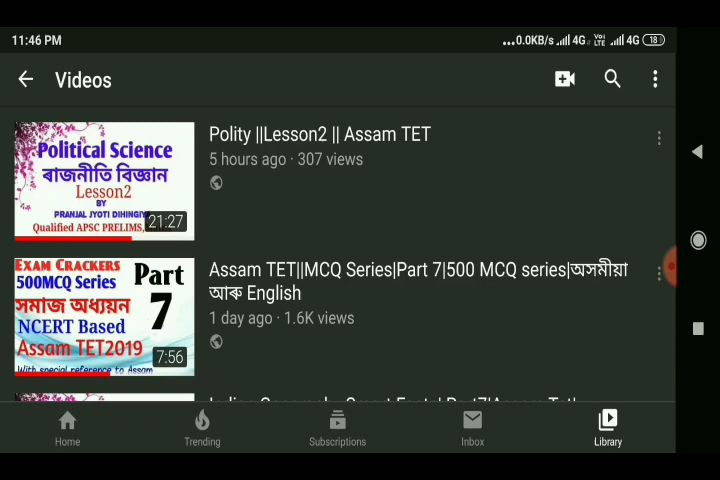 11:46 PM
...0.0KB/s 4G Vo) LTE 4G 18
Videos
Political Science
ৰাজনীতি বিজ্ঞান
Lesson2
BY
PRANJAL JYOTI DIHINGIYA
Qualified APSC PRELIMS,
21:27
Polity ||Lesson2 || Assam TET
5 hours ago · 307 views
EXAM CRACKERS
500MCQ Series
Part
7
সমাজ অধ্যয়ন
NCERT Based
Assam TET2019
With special reference to Assam
7:56
Assam TET||MCQ Series|Part 7|500 MCQ series|অসমীয়া
আৰু English
1 day ago · 1.6K views
Home
Trending
Subscriptions
Inbox
Library